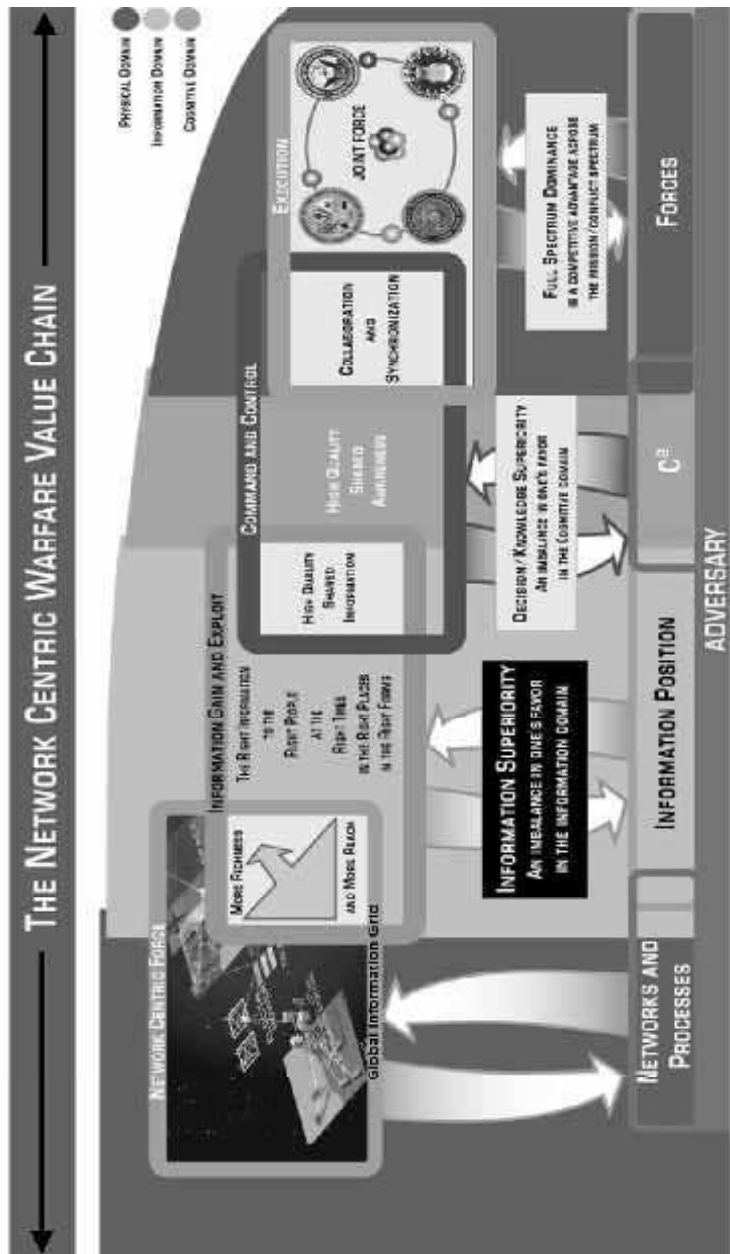 THE NETWORK CENTRIC WARFARE VALUE CHAIN
PHYSICAL DOMAIN
INFORMATION DOMAIN
COGNITIVE DOMAIN
NETWORK CENTRIC FORCE
Global Information Grid
MORE RICHNESS
AND MORE REACH
INFORMATION GAIN AND EXPLOIT
THE RIGHT INFORMATION
TO THE
RIGHT PEOPLE
AT THE
RIGHT TIMES
IN THE RIGHT PLACES
IN THE RIGHT FORMS
HIGH QUALITY
SHARED
INFORMATION
COMMAND AND CONTROL
HIGH QUALITY
SHARED
AWARENESS
COLLABORATION
AND
SYNCHRONIZATION
EXECUTION
JOINT FORCE
INFORMATION SUPERIORITY
AN IMBALANCE IN ONE'S FAVOR
IN THE INFORMATION DOMAIN
DECISION/KNOWLEDGE SUPERIORITY
AN IMBALANCE IN ONE'S FAVOR
IN THE COGNITIVE DOMAIN
FULL SPECTRUM DOMINANCE
IS A COMPETITIVE ADVANTAGE ACROSS
THE MISSION/CONFLICT SPECTRUM
NETWORKS AND
PROCESSES
INFORMATION POSITION
C²
FORCES
ADVERSARY